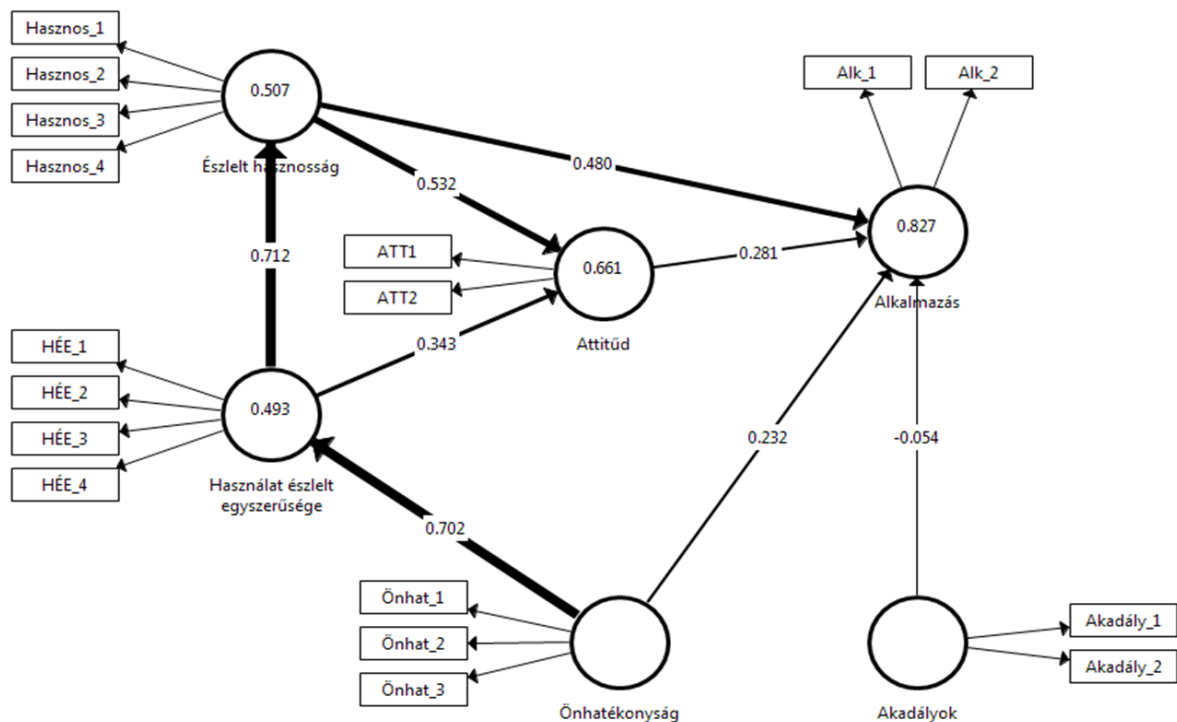 Hasznos_1
Hasznos_2
Hasznos_3
Hasznos_4
0.507
Észlelt hasznosság
Alk_1
Alk_2
0.480
0.532
0.827
Alkalmazás
0.712
ATT1
ATT2
0.661
Attitűd
0.281
0.343
HÉE_1
HÉE_2
HÉE_3
HÉE_4
0.493
Használat észlelt
egyszerűsége
0.232
-0.054
0.702
Önhat_1
Önhat_2
Önhat_3
Önhatékonyság
Akadály_1
Akadály_2
Akadályok